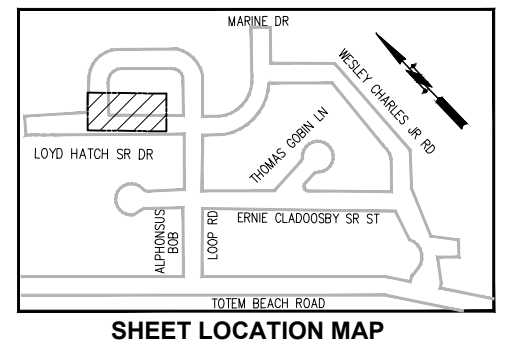 MARINE DR
WESLEY CHARLES JR RD
THOMAS GOBIN LN
LOYD HATCH SR DR
ALPHONSUS
BOB
LOOP RD
ERNIE CLADOOSBY SR ST
TOTEM BEACH ROAD
SHEET LOCATION MAP